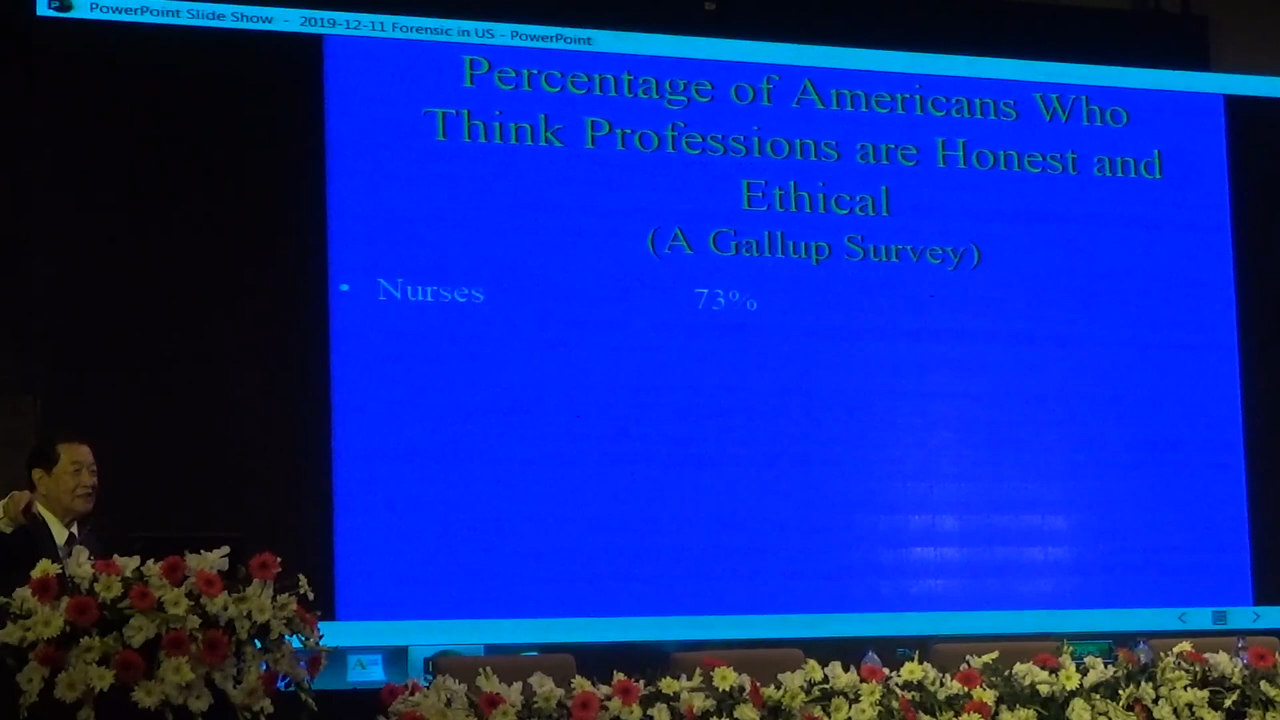 PowerPoint Slide Show - 2019-12-11 Forensic in US - PowerPoint
Percentage of Americans Who
Think Professions are Honest and
Ethical
(A Gallup Survey)
• Nurses 73%